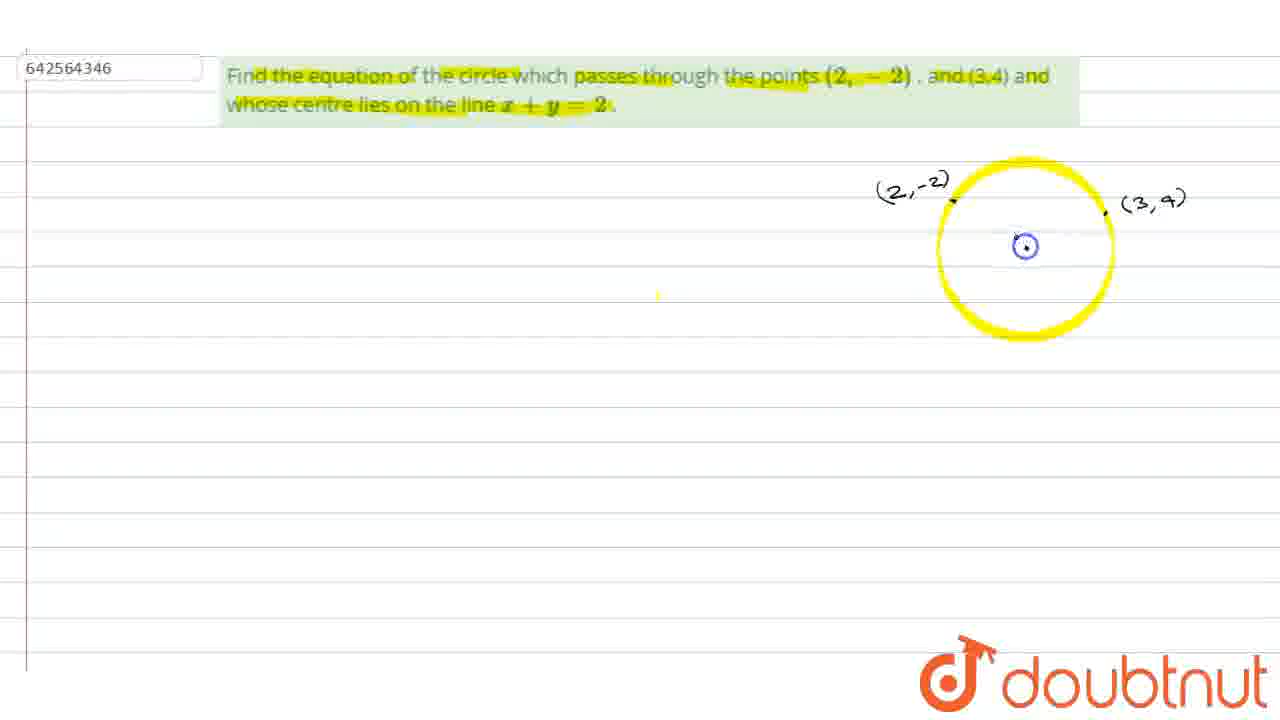 642564346
Find the equation of the circle which passes through the points (2, − 2) . and (3,4) and
whose centre lies on the line x + y = 2 .
(2,-2)
(3,4)
doubtnut